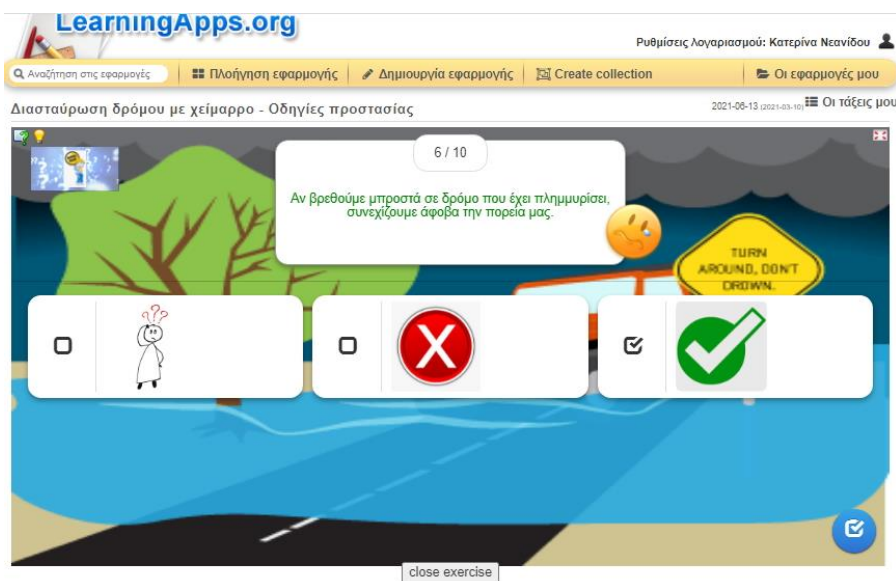 LearningApps.org
Ρυθμίσεις λογαριασμού: Κατερίνα Νεανίδου
Αναζήτηση στις εφαρμογές
Πλοήγηση εφαρμογής
Δημιουργία εφαρμογής
Create collection
Οι εφαρμογές μου
Διασταύρωση δρόμου με χείμαρρο - Οδηγίες προστασίας
2021-06-13 (2021-03-10)
Οι τάξεις μου
6 / 10
Αν βρεθούμε μπροστά σε δρόμο που έχει πλημμυρίσει,
συνεχίζουμε άφοβα την πορεία μας.
TURN
AROUND, DON'T
DROWN.
???
X
close exercise